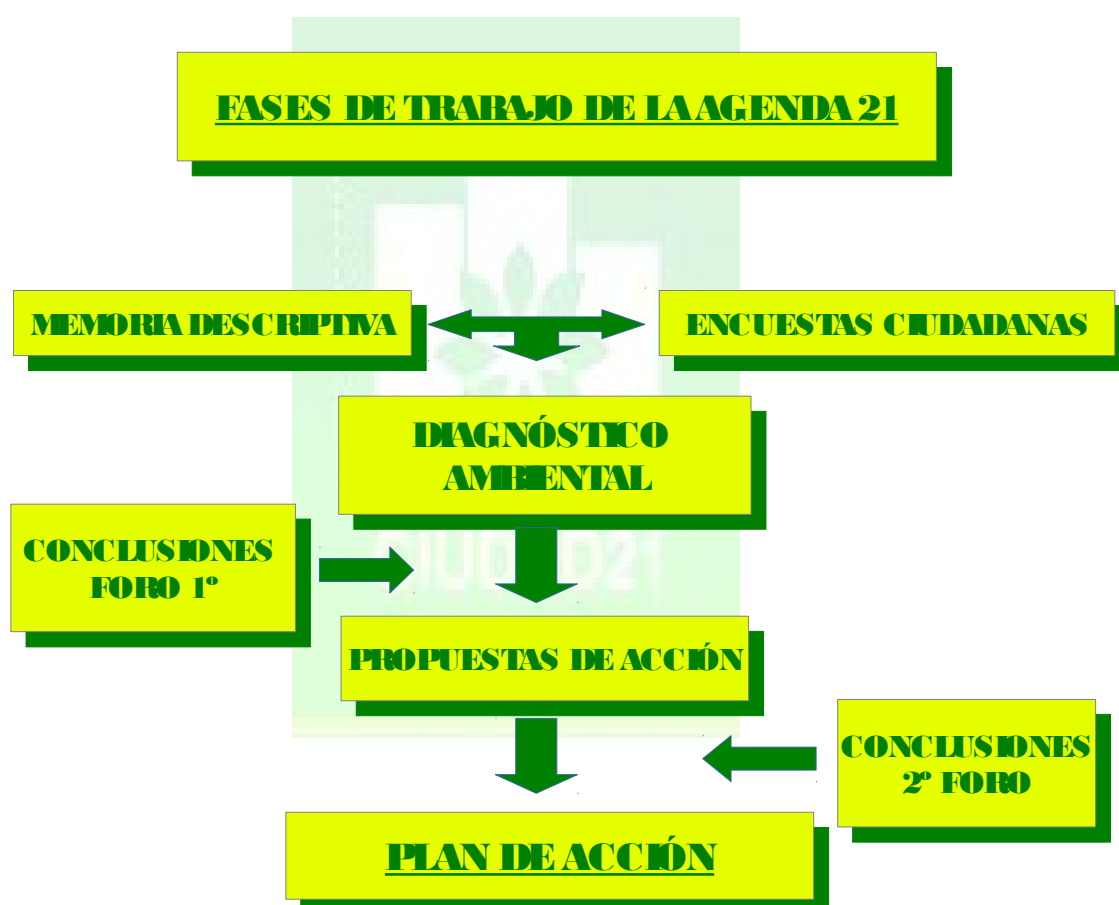 FASES DE TRABAJO DE LA AGENDA 21
MEMORIA DESCRIPTIVA
ENCUESTAS CIUDADANAS
DIAGNÓSTICO
AMBIENTAL
CONCLUSIONES
FORO 1º
CIUDAD21
PROPUESTAS DE ACCIÓN
CONCLUSIONES
2º FORO
PLAN DE ACCIÓN